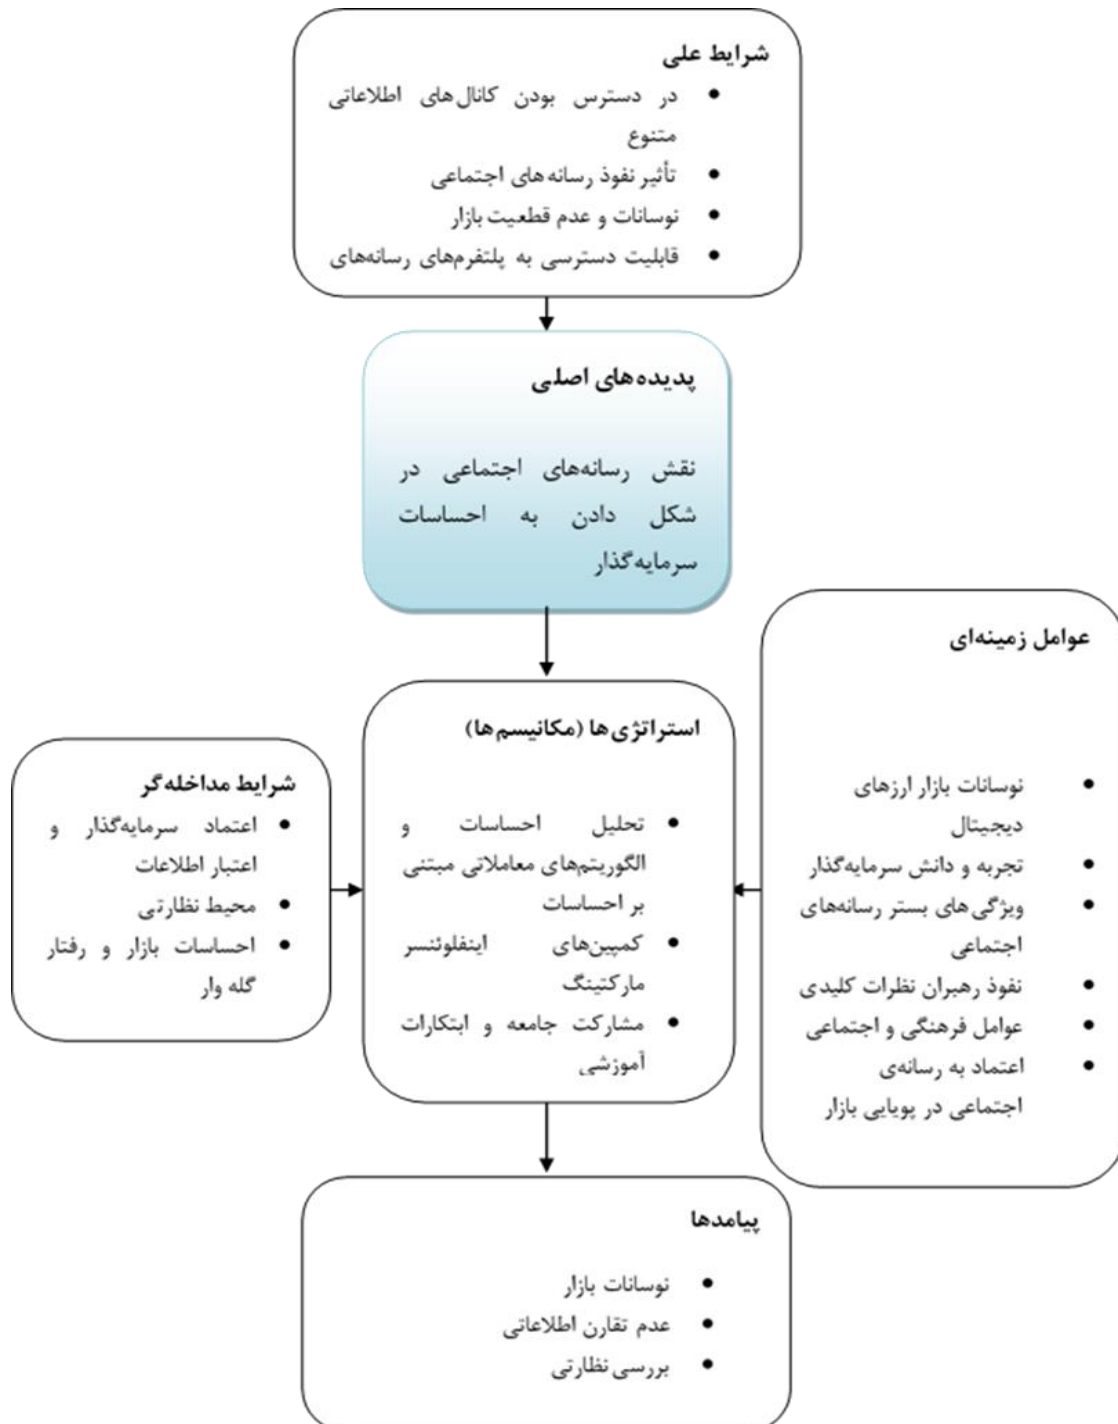 شرایط علی
• در دسترس بودن کانال‌های اطلاعاتی
متنوع
• تأثیر نفوذ رسانه‌های اجتماعی
• نوسانات و عدم قطعیت بازار
• قابلیت دسترسی به پلتفرم‌های رسانه‌های
پدیده‌های اصلی
نقش رسانه‌های اجتماعی در
شکل دادن به احساسات
سرمایه‌گذار
عوامل زمینه‌ای
• نوسانات بازار ارزهای
دیجیتال
• تجربه و دانش سرمایه‌گذار
• ویژگی‌های بستر رسانه‌های
اجتماعی
• نفوذ رهبران نظرات کلیدی
• عوامل فرهنگی و اجتماعی
• اعتماد به رسانه‌ی
اجتماعی در پویایی بازار
استراتژی‌ها (مکانیسم‌ها)
• تحلیل احساسات و
الگوریتم‌های معاملاتی مبتنی
بر احساسات
• کمپین‌های اینفلوئنسر
مارکتینگ
• مشارکت جامعه و ابتکارات
آموزشی
شرایط مداخله‌گر
• اعتماد سرمایه‌گذار و
اعتبار اطلاعات
• محیط نظارتی
• احساسات بازار و رفتار
گله وار
پیامدها
• نوسانات بازار
• عدم تقارن اطلاعاتی
• بررسی نظارتی